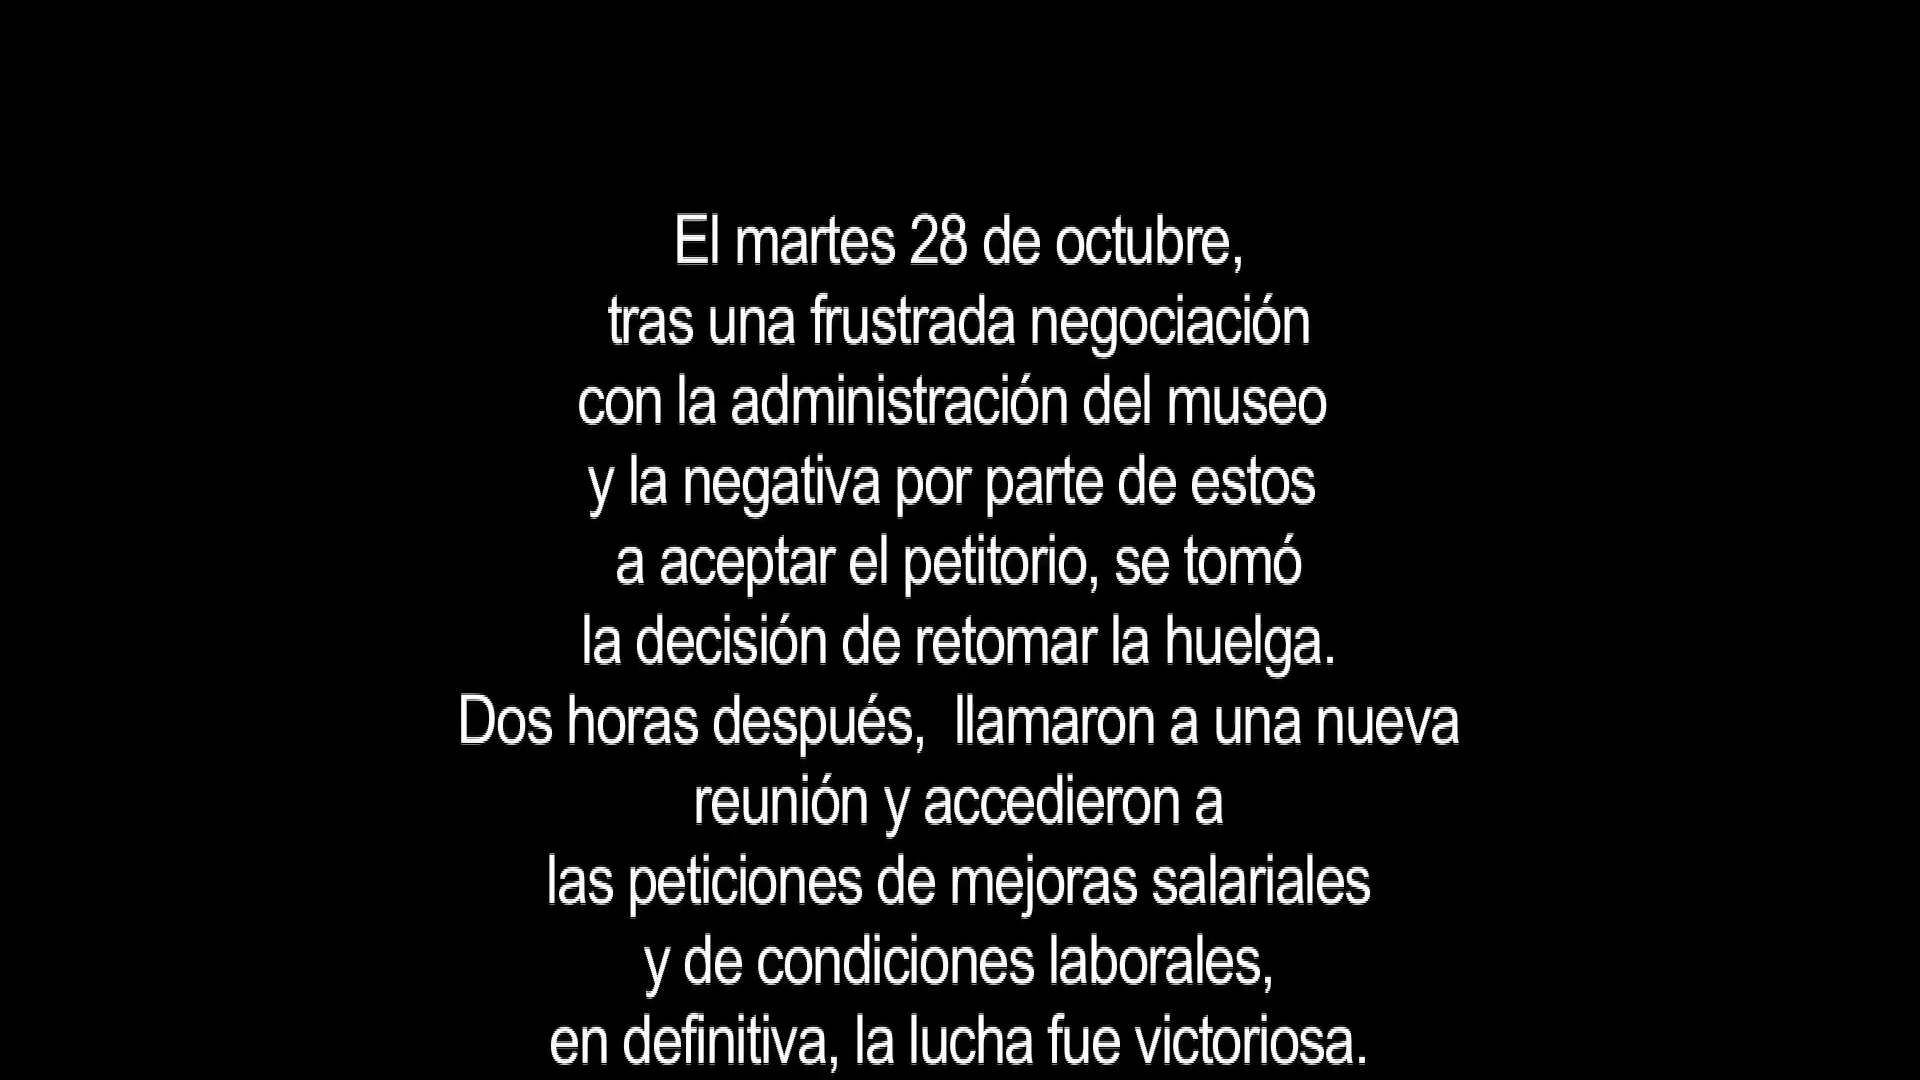 El martes 28 de octubre,
tras una frustrada negociación
con la administración del museo
y la negativa por parte de estos
a aceptar el petitorio, se tomó
la decisión de retomar la huelga.
Dos horas después,  llamaron a una nueva
reunión y accedieron a
las peticiones de mejoras salariales
y de condiciones laborales,
en definitiva, la lucha fue victoriosa.